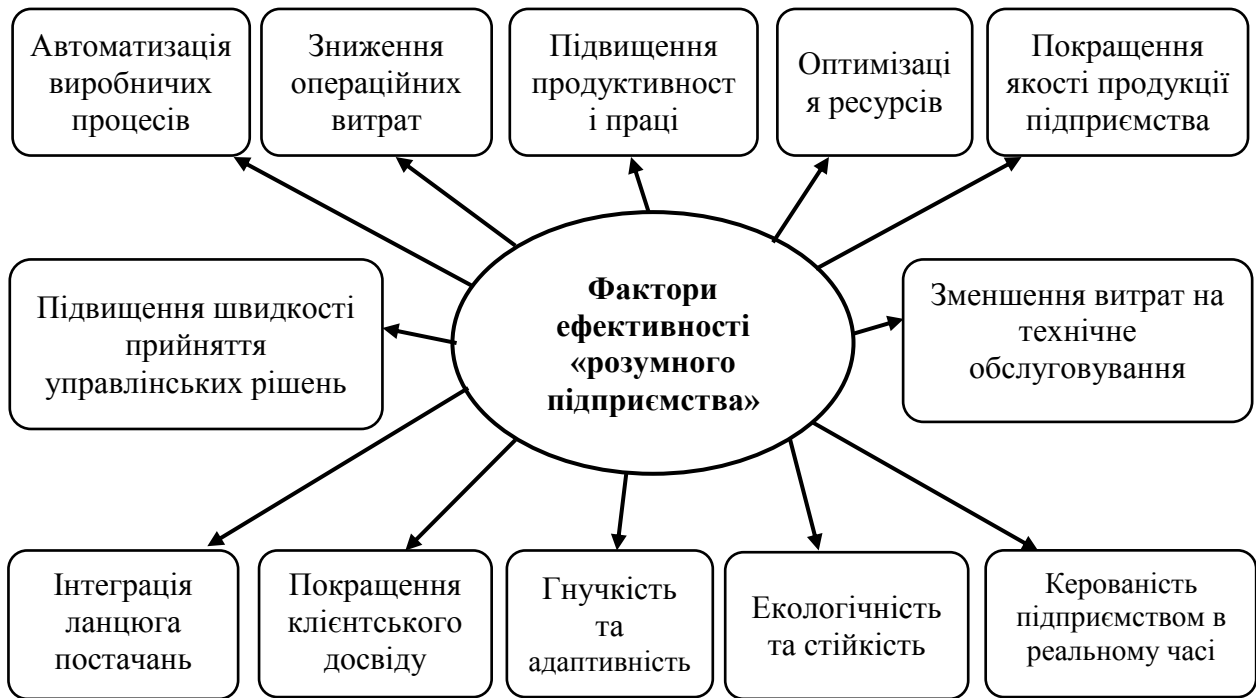 Автоматизація
виробничих
процесів
Зниження
операційних
витрат
Підвищення
продуктивност
і праці
Оптимізаці
я ресурсів
Покращення
якості продукції
підприємства
Підвищення швидкості
прийняття
управлінських рішень
Фактори
ефективності
«розумного
підприємства»
Зменшення витрат на
технічне
обслуговування
Інтеграція
ланцюга
постачань
Покращення
клієнтського
досвіду
Гнучкість
та
адаптивність
Екологічність
та стійкість
Керованість
підприємством в
реальному часі